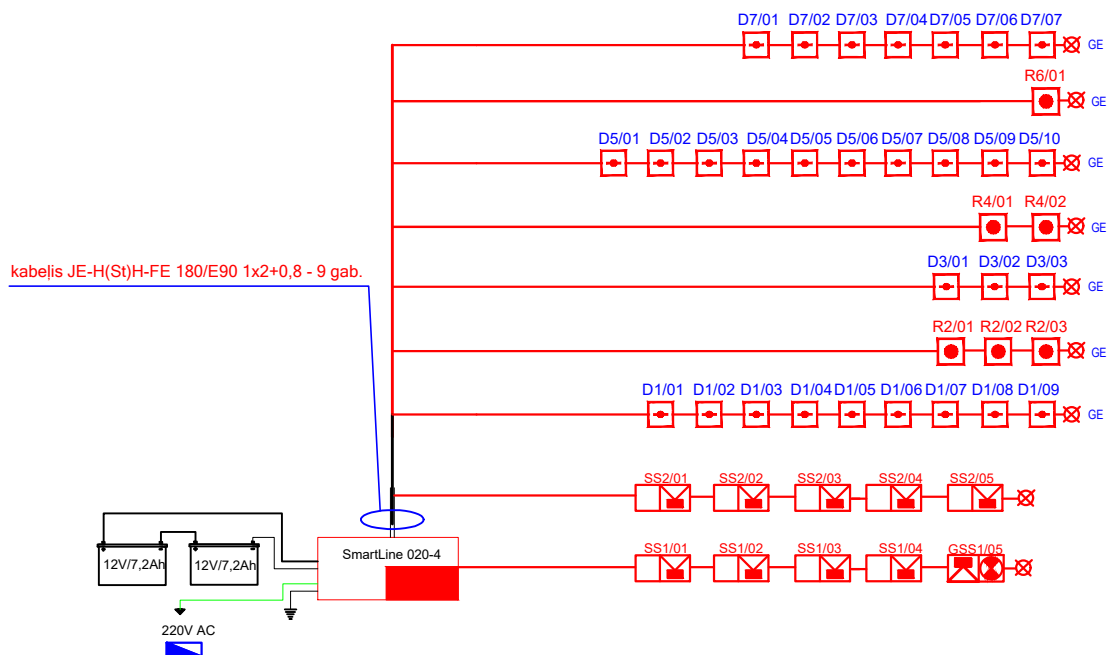 D7/01 D7/02 D7/03 D7/04 D7/05 D7/06 D7/07
GE
R6/01
GE
D5/01 D5/02 D5/03 D5/04 D5/05 D5/06 D5/07 D5/08 D5/09 D5/10
GE
R4/01 R4/02
GE
D3/01 D3/02 D3/03
GE
kabeļis JE-H(St)H-FE 180/E90 1x2+0,8 - 9 gab.
R2/01 R2/02 R2/03
GE
D1/01 D1/02 D1/03 D1/04 D1/05 D1/06 D1/07 D1/08 D1/09
GE
SS2/01 SS2/02 SS2/03 SS2/04 SS2/05
SmartLine 020-4
SS1/01 SS1/02 SS1/03 SS1/04 GSS1/05
12V/7,2Ah 12V/7,2Ah
220V AC